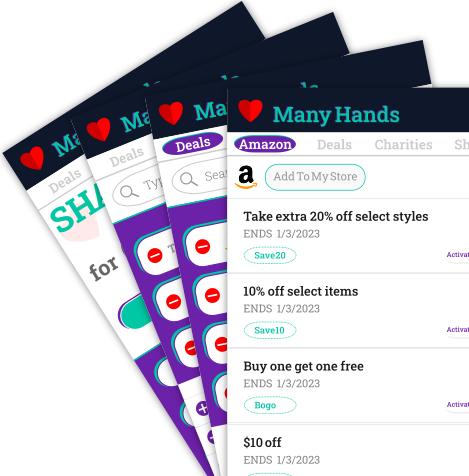 Ma
Deals
SHA
for
Ma
Deals
Typ
Ma
Deals
Sear
Many Hands
Amazon Deals Charities Sh
a
Add To My Store
Take extra 20% off select styles
ENDS 1/3/2023
Save20
Activat
10% off select items
ENDS 1/3/2023
Save10
Activat
Buy one get one free
ENDS 1/3/2023
Bogo
Activat
$10 off
ENDS 1/3/2023